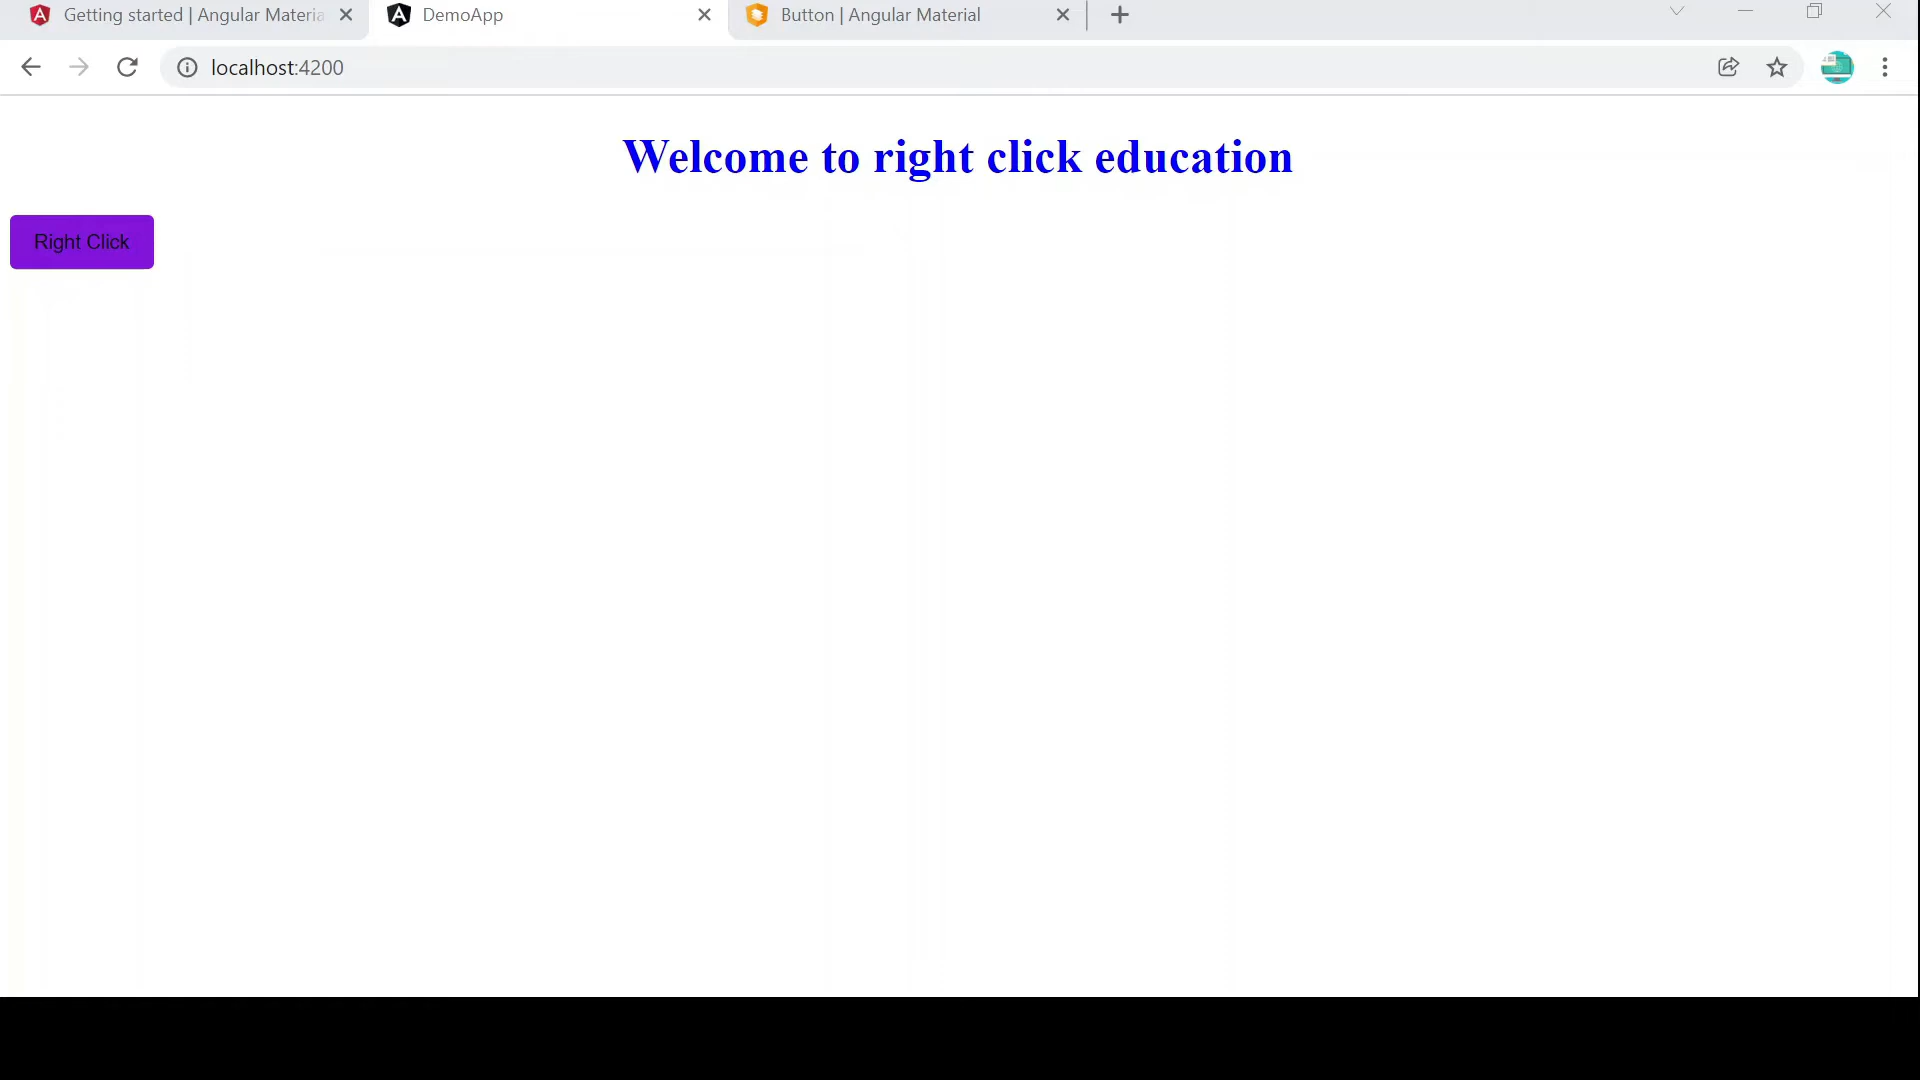 Getting started | Angular Materia
DemoApp
Button | Angular Material
localhost:4200
Welcome to right click education
Right Click